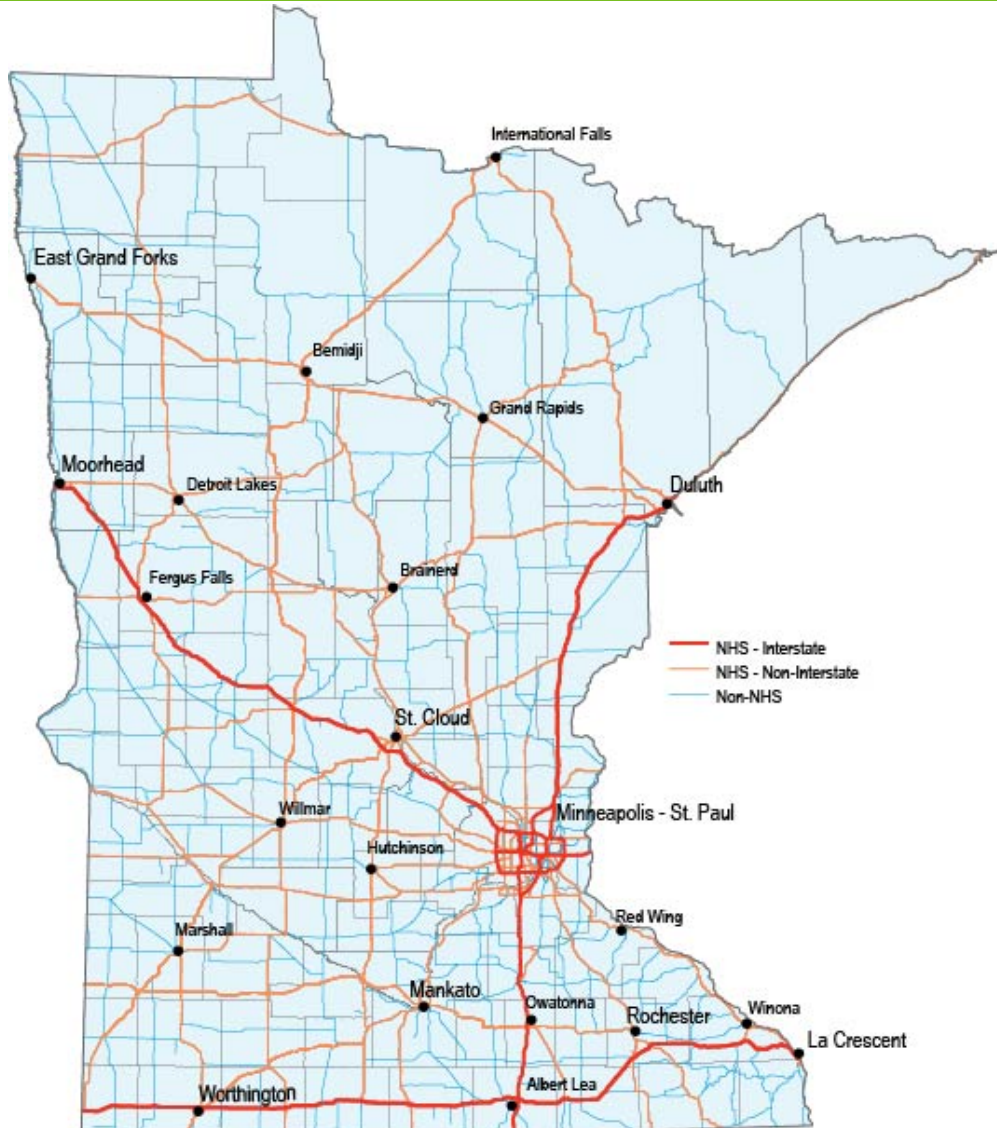 International Falls
East Grand Forks
Bemidji
Grand Rapids
Moorhead
Detroit Lakes
Duluth
Fergus Falls
Brainerd
NHS - Interstate
NHS - Non-Interstate
Non-NHS
St. Cloud
Willmar
Minneapolis - St. Paul
Hutchinson
Red Wing
Marshall
Mankato
Owatonna
Rochester
Winona
La Crescent
Albert Lea
Worthington